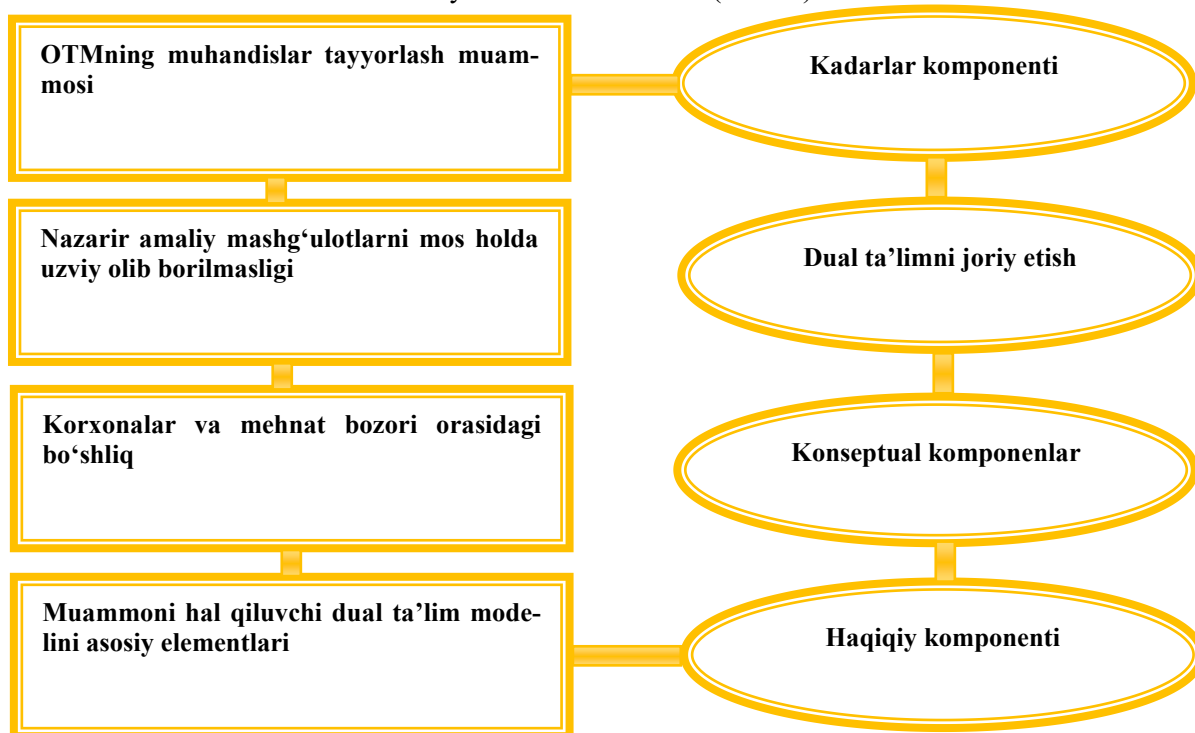 OTMning muhandislar tayyorlash muam-
mosi
Kadarlar komponenti
Nazarir amaliy mashg‘ulotlarni mos holda
uzviy olib borilmasligi
Dual ta’limni joriy etish
Korxonalar va mehnat bozori orasidagi
bo‘shliq
Konseptual komponenlar
Muammoni hal qiluvchi dual ta’lim mode-
lini asosiy elementlari
Haqiqiy komponenti